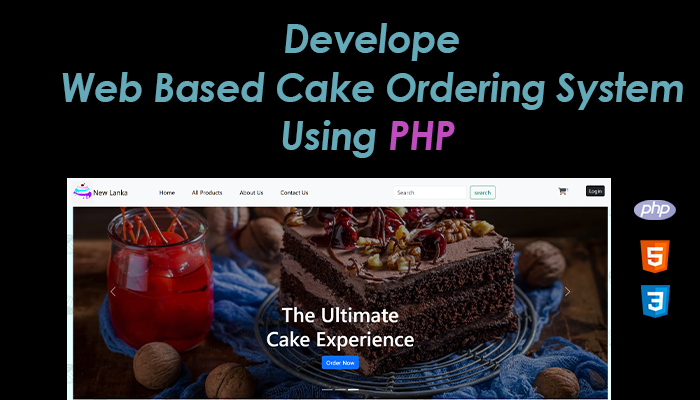 Develope
Web Based Cake Ordering System
Using PHP
New Lanka Home All Products About Us Contact Us Search search Login
php
5
3
The Ultimate
Cake Experience
Order Now